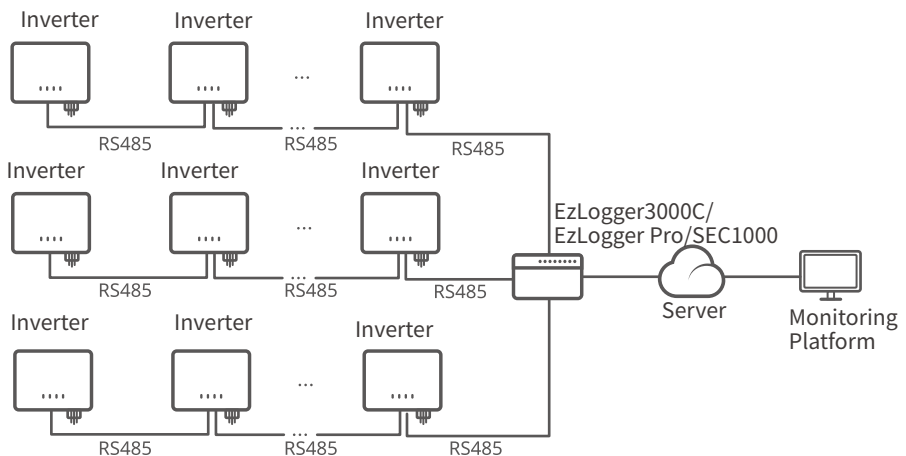 Inverter
Inverter
Inverter
...
RS485
...
RS485
RS485
Inverter
Inverter
Inverter
...
EzLogger3000C/
EzLogger Pro/SEC1000
RS485
...
RS485
RS485
Server
Monitoring
Platform
Inverter
Inverter
Inverter
...
RS485
...
RS485
RS485